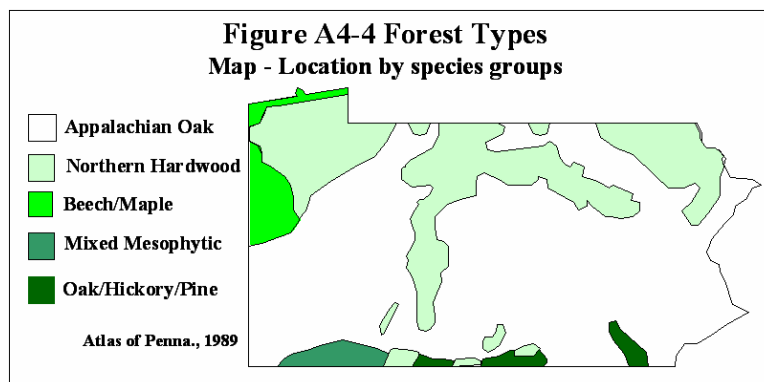 Figure A4-4 Forest Types
Map - Location by species groups
Appalachian Oak
Northern Hardwood
Beech/Maple
Mixed Mesophytic
Oak/Hickory/Pine
Atlas of Penna., 1989